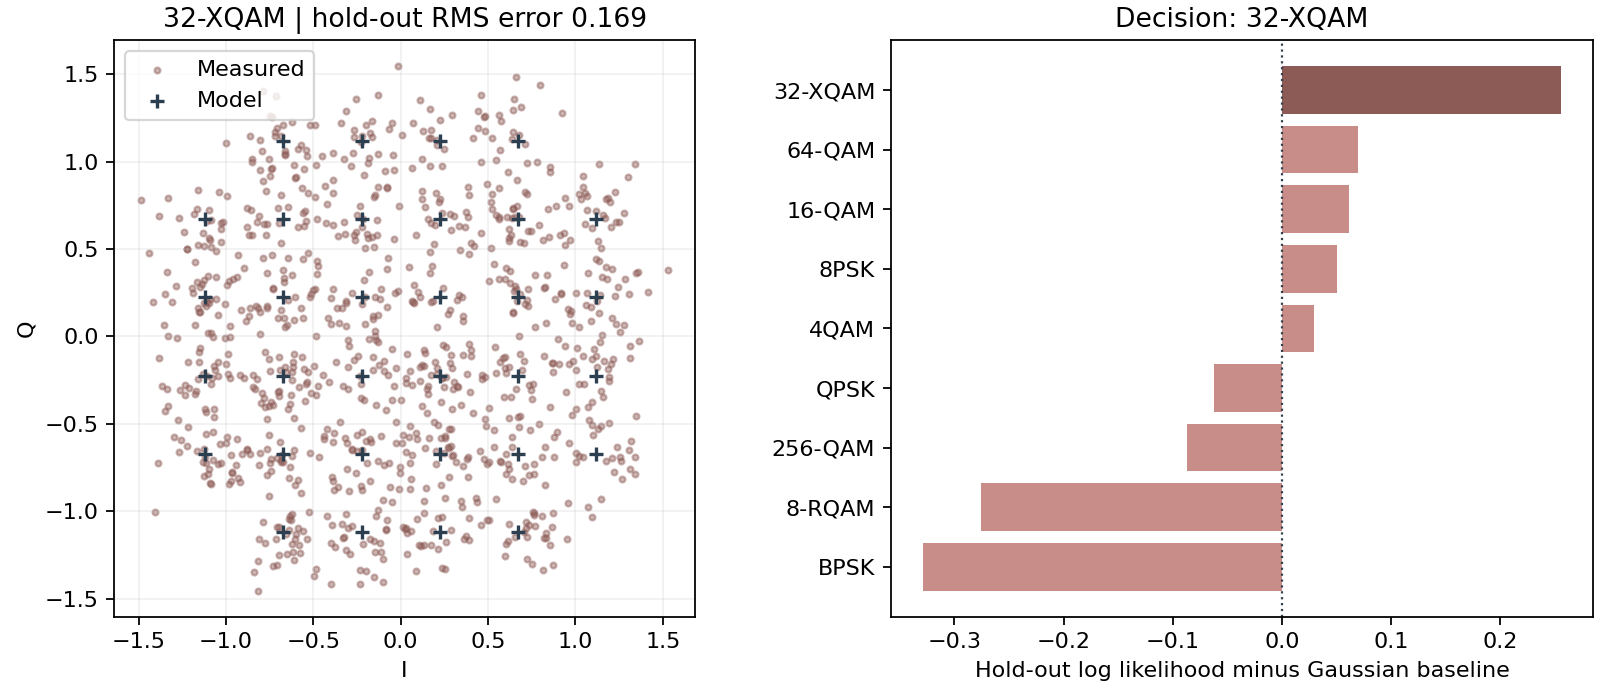 32-XQAM | hold-out RMS error 0.169
Measured
Model
1.5
1.0
0.5
0.0
−0.5
−1.0
−1.5
Q
−1.5
−1.0
−0.5
0.0
0.5
1.0
1.5
I
Decision: 32-XQAM
32-XQAM
64-QAM
16-QAM
8PSK
4QAM
QPSK
256-QAM
8-RQAM
BPSK
−0.3
−0.2
−0.1
0.0
0.1
0.2
Hold-out log likelihood minus Gaussian baseline